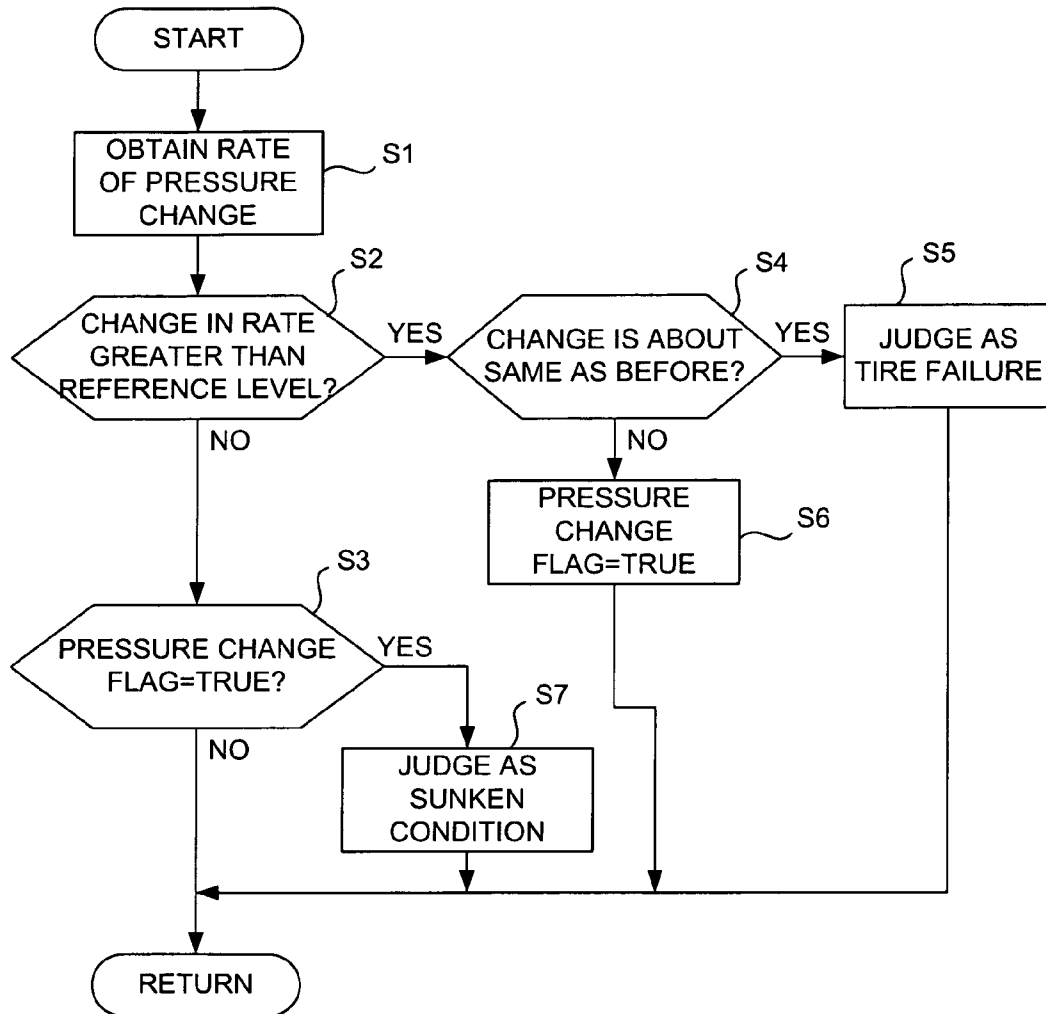 START
OBTAIN RATE
OF PRESSURE
CHANGE
S1
CHANGE IN RATE
GREATER THAN
REFERENCE LEVEL?
S2
YES
NO
CHANGE IS ABOUT
SAME AS BEFORE?
S4
YES
NO
JUDGE AS
TIRE FAILURE
S5
PRESSURE
CHANGE
FLAG=TRUE
S6
PRESSURE CHANGE
FLAG=TRUE?
S3
YES
NO
JUDGE AS
SUNKEN
CONDITION
S7
RETURN